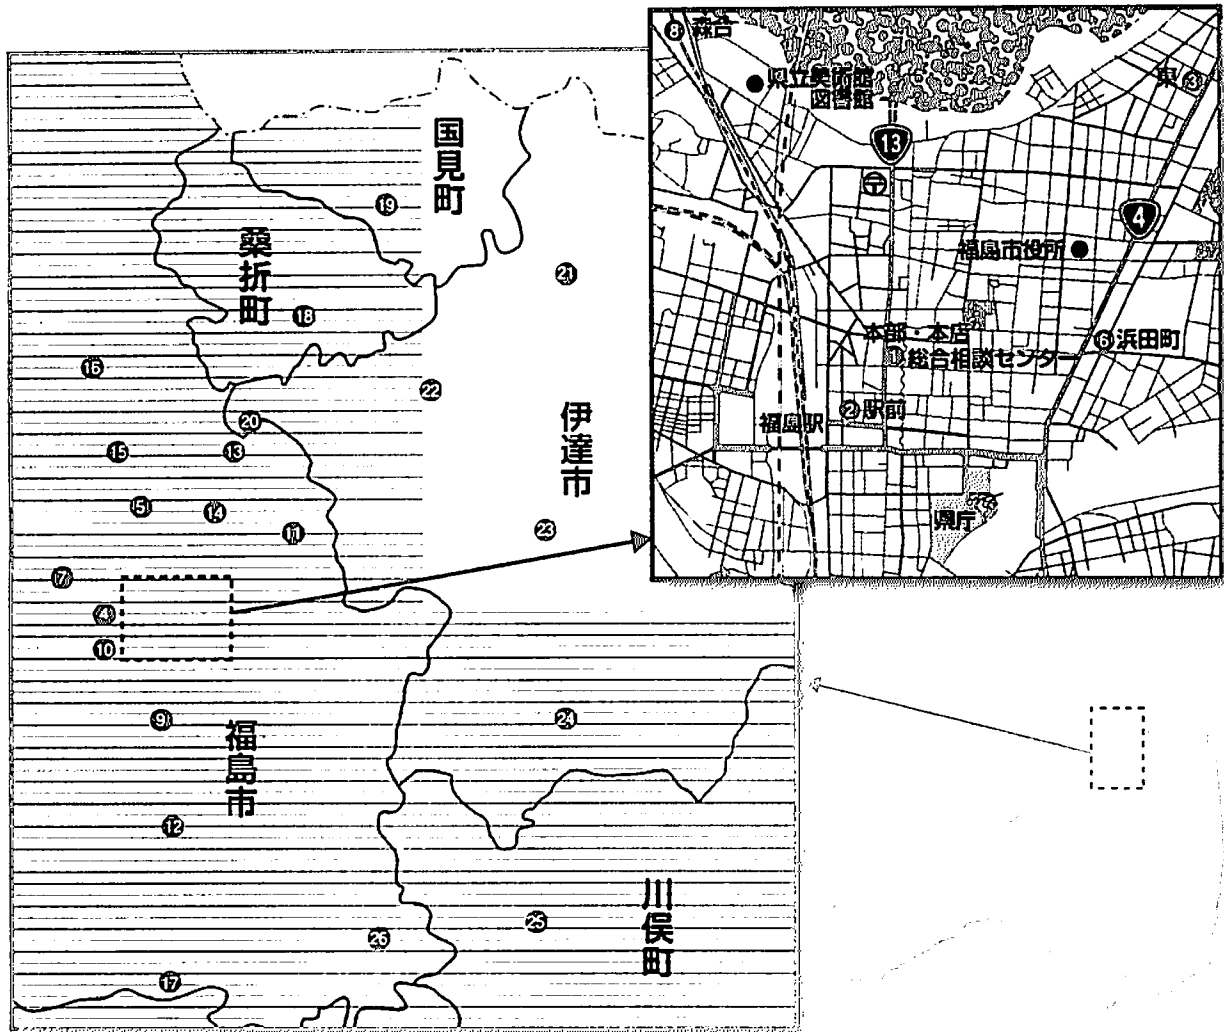 ⑧ 森合
県立美術館
図書館
東 ③
13
〒
4
福島市役所
本部・本店
① 総合相談センター
⑥ 浜田町
② 駅前
福島駅
県庁
国見町
⑲
桑折町
⑱
㉑
⑯
㉒
伊達市
⑳
⑮
⑬
⑤
⑭
⑪
㉓
⑦
④
⑩
⑨
福島市
㉔
⑫
川俣町
㉕
㉖
⑰